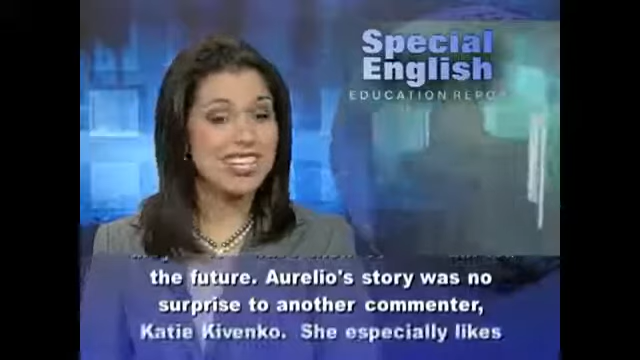 Special
English
EDUCATION REPO
the future. Aurelio's story was no
surprise to another commenter,
Katie Kivenko. She especially likes